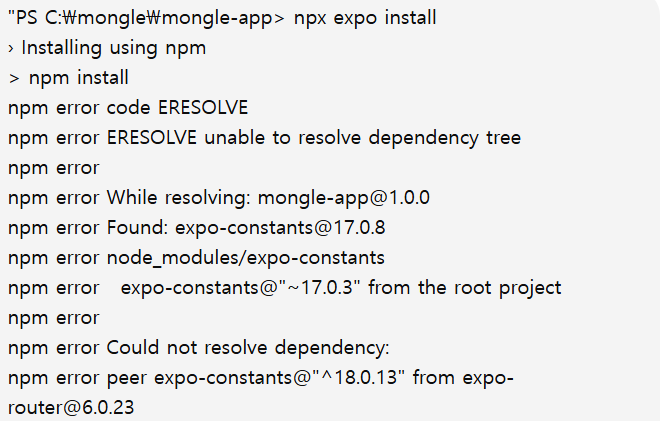 "PS C:₩mongle₩mongle-app> npx expo install
› Installing using npm
> npm install
npm error code ERESOLVE
npm error ERESOLVE unable to resolve dependency tree
npm error
npm error While resolving: mongle-app@1.0.0
npm error Found: expo-constants@17.0.8
npm error node_modules/expo-constants
npm error   expo-constants@"~17.0.3" from the root project
npm error
npm error Could not resolve dependency:
npm error peer expo-constants@"^18.0.13" from expo-
router@6.0.23